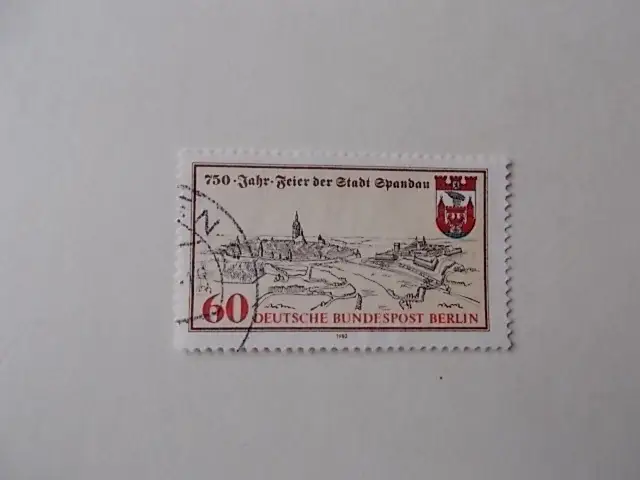 750-Jahr-Feier der Stadt Spandau
60 DEUTSCHE BUNDESPOST BERLIN
1982